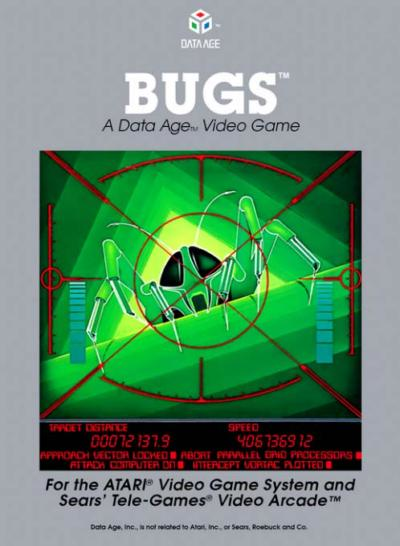 DATA AGE
BUGS™
A Data Age™ Video Game
TARGET DISTANCE SPEED
00072137.9 406736912
APPROACH VECTOR LOCKED ABORT PARALLEL GRID PROCESSORS
ATTACK COMPUTER ON INTERCEPT VORTAC PLOTTED
For the ATARI® Video Game System and
Sears' Tele-Games® Video Arcade™
Data Age, Inc., is not related to Atari, Inc., or Sears, Roebuck and Co.